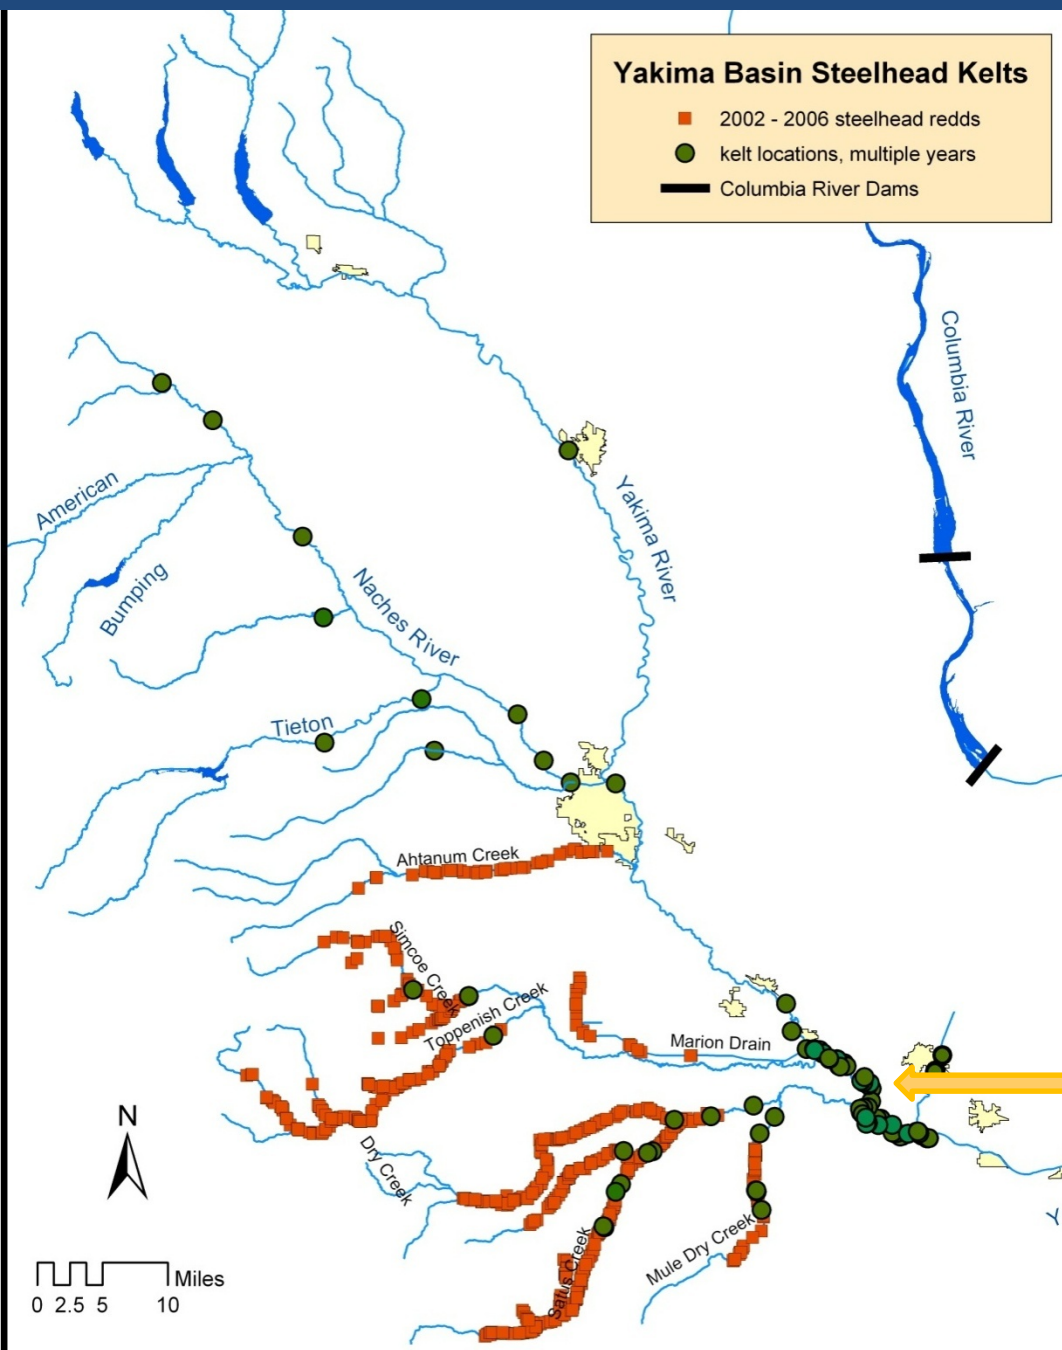 Yakima Basin Steelhead Kelts
2002 - 2006 steelhead redds
kelt locations, multiple years
Columbia River Dams
Columbia River
American
Bumping
Naches River
Yakima River
Tieton
Ahtanum Creek
Simcoe Creek
Toppenish Creek
Marion Drain
Dry Creek
Satus Creek
Mule Dry Creek
Y
N
Miles
0 2.5 5 10